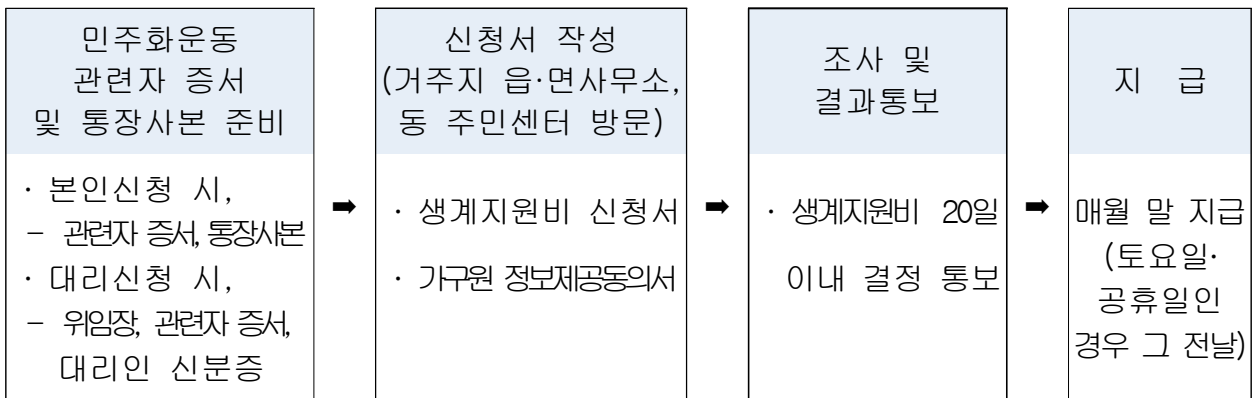 민주화운동
관련자 증서
및 통장사본 준비
· 본인신청 시,
- 관련자 증서, 통장사본
· 대리신청 시,
- 위임장, 관련자 증서,
대리인 신분증
➡
신청서 작성
(거주지 읍·면사무소,
동 주민센터 방문)
· 생계지원비 신청서
· 가구원 정보제공동의서
➡
조사 및
결과통보
· 생계지원비 20일
이내 결정 통보
➡
지 급
매월 말 지급
(토요일·
공휴일인
경우 그 전날)